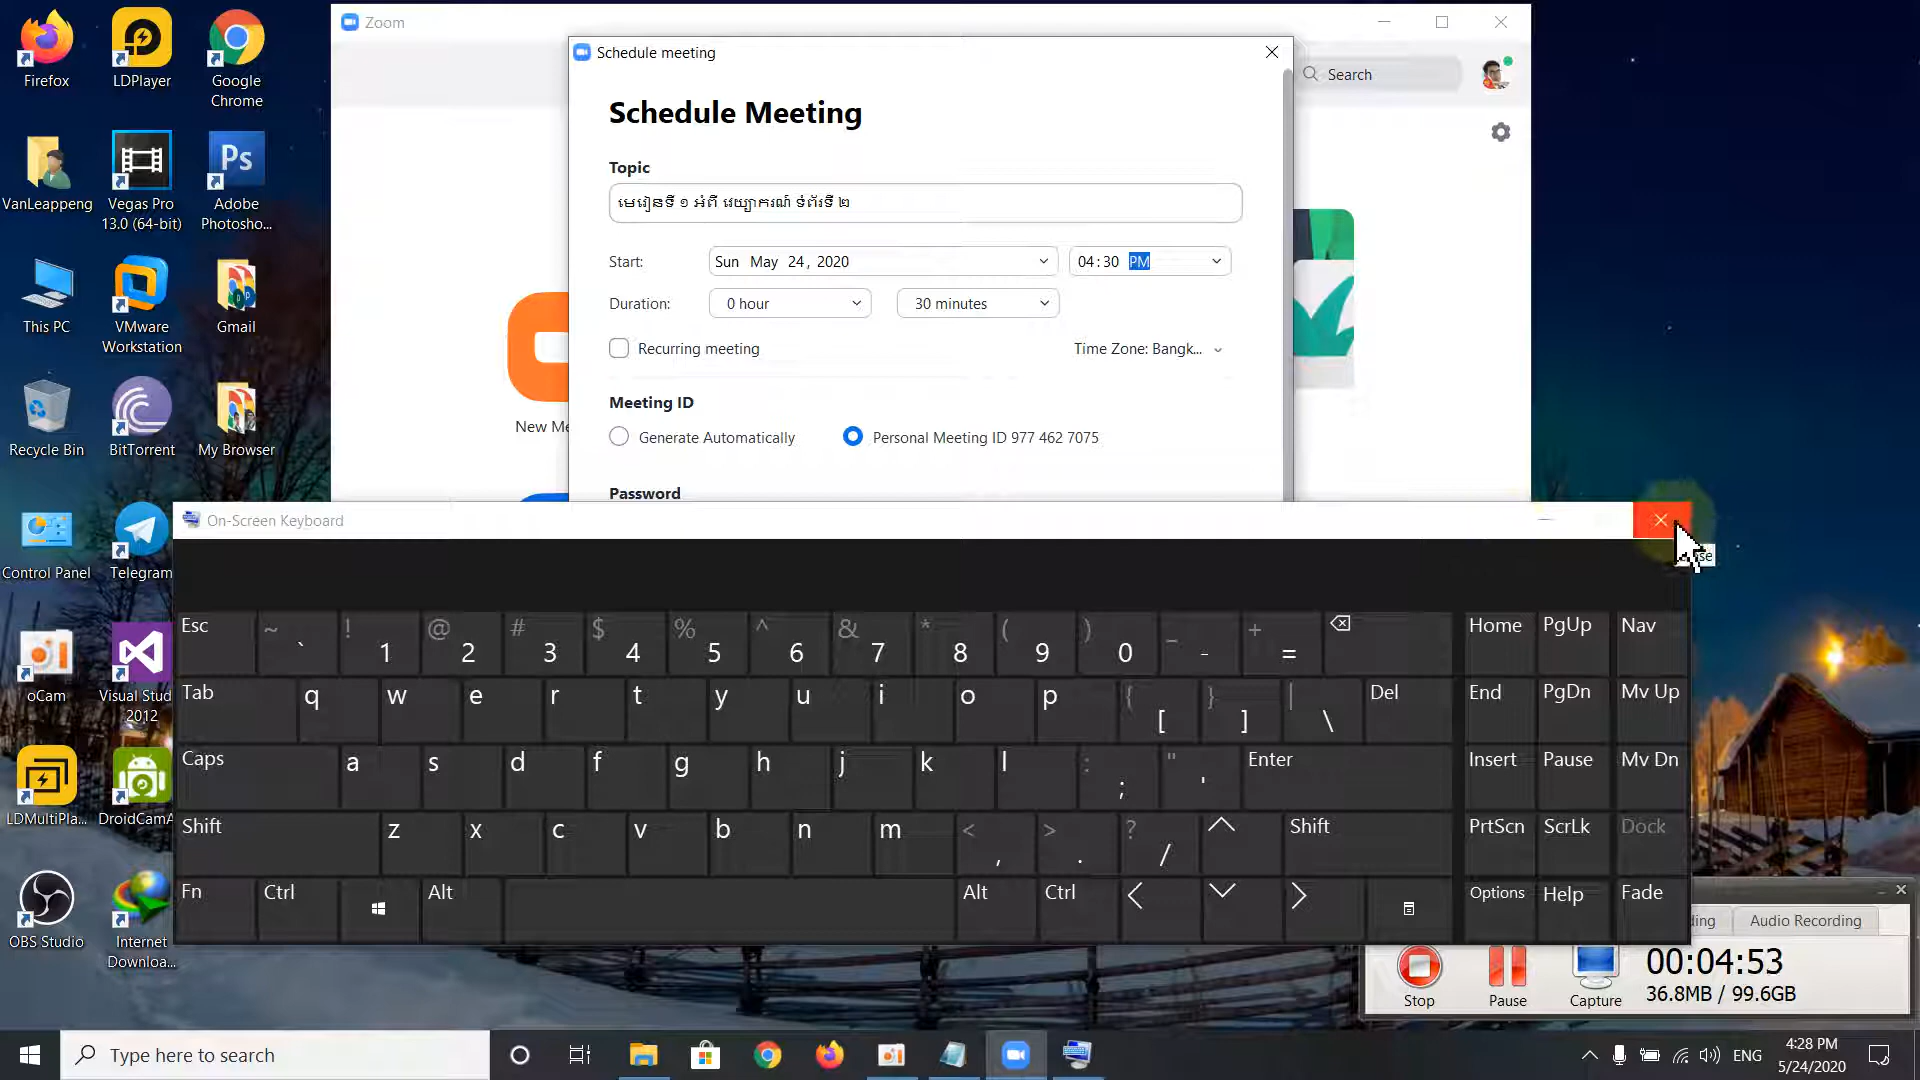 Zoom
Schedule meeting
Search
Schedule Meeting
Topic
មេរៀនទី ១ អំពី វេយ្យាករណ៍ ទំព័រទី ២
Start:
Sun May 24, 2020
04:30 PM
Duration:
0 hour
30 minutes
Recurring meeting
Time Zone: Bangk...
Meeting ID
Generate Automatically
Personal Meeting ID 977 462 7075
Password
New Me
Firefox
LDPlayer
Google
Chrome
VanLeappeng
Vegas Pro
13.0 (64-bit)
Adobe
Photosho...
This PC
VMware
Workstation
Gmail
Recycle Bin
BitTorrent
My Browser
Control Panel
Telegram
oCam
Visual Stud
2012
LDMultiPla...
DroidCamA
OBS Studio
Internet
Downloa...
On-Screen Keyboard
Esc ~ ` ! 1 @ 2 # 3 $ 4 % 5 ^ 6 & 7 * 8 ( 9 ) 0 _ - + = Home PgUp Nav
Tab q w e r t y u i o p { [ } ] | \ Del End PgDn Mv Up
Caps a s d f g h j k l : ; " ' Enter Insert Pause Mv Dn
Shift z x c v b n m < , > . ? / Shift PrtScn ScrLk Dock
Fn Ctrl Alt Alt Ctrl Options Help Fade
ding
Audio Recording
00:04:53
36.8MB / 99.6GB
Stop
Pause
Capture
Type here to search
ENG
4:28 PM
5/24/2020